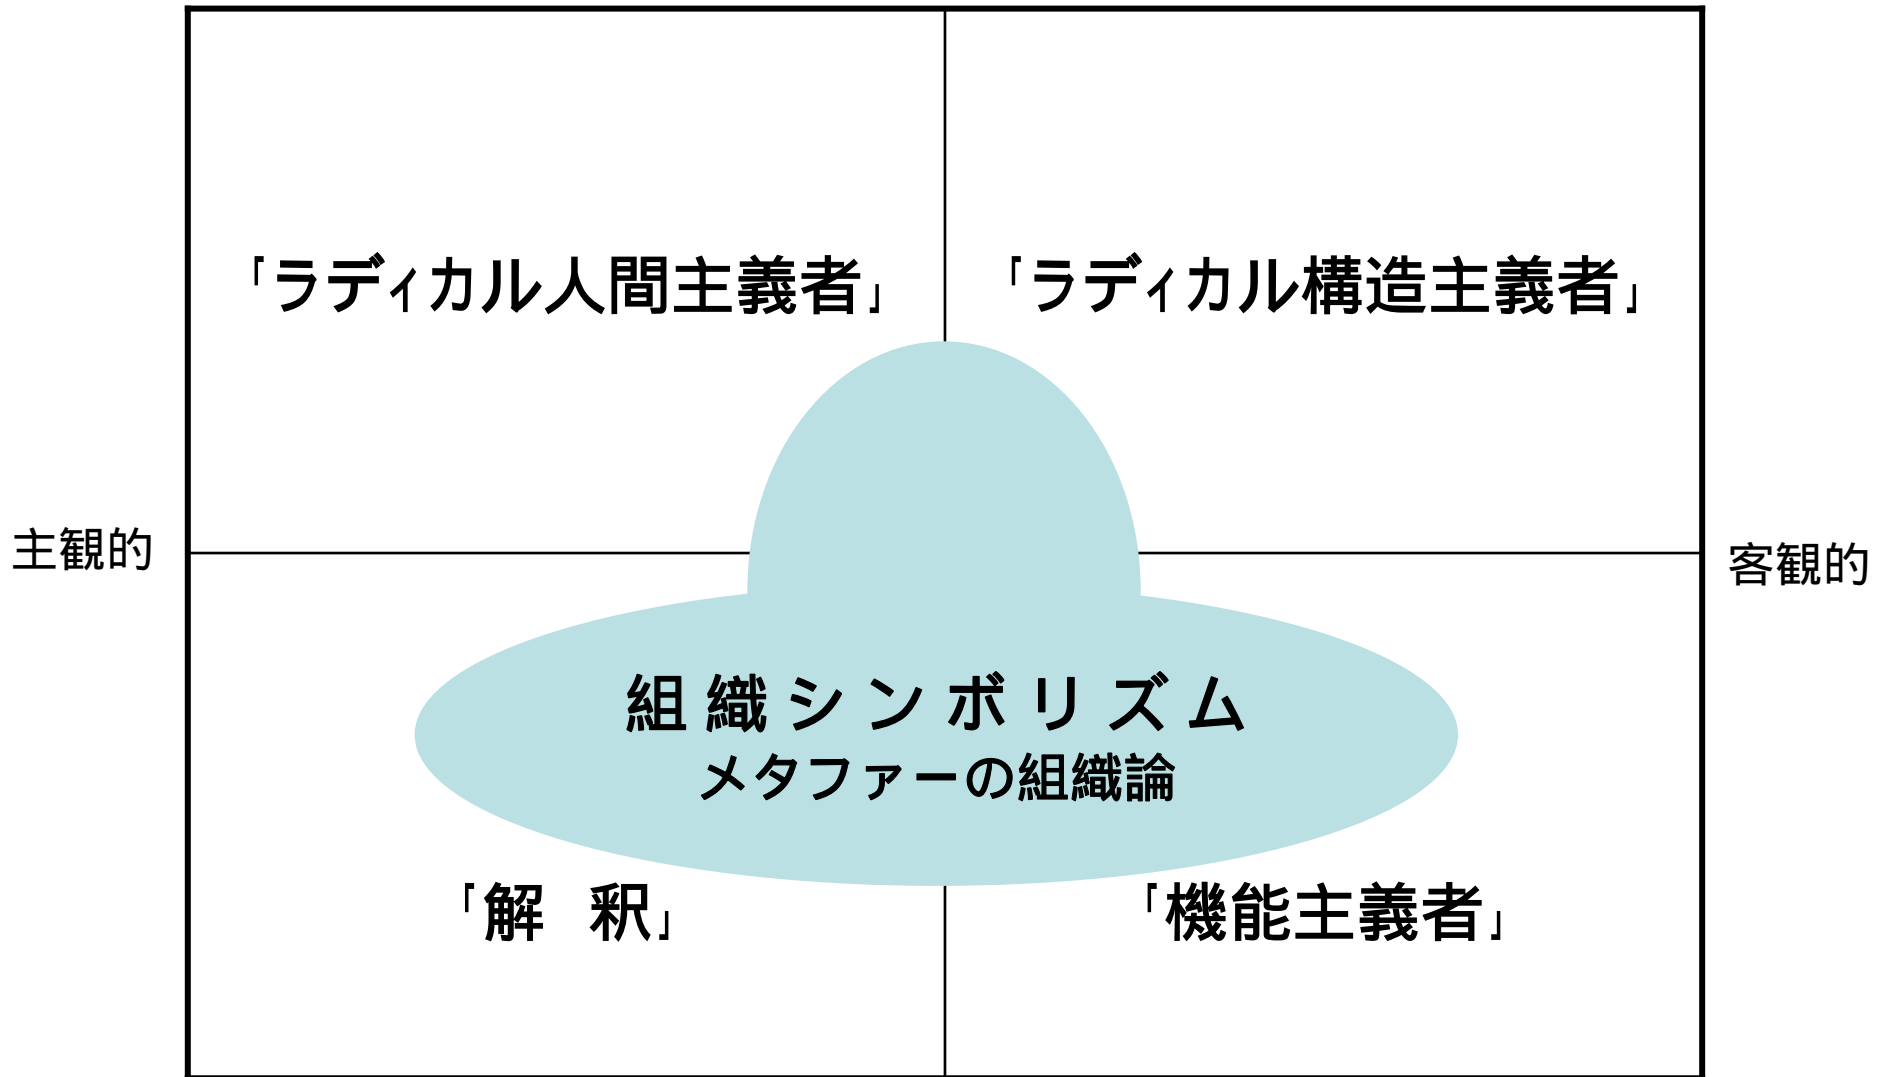 「ラディカル人間主義者」
「ラディカル構造主義者」
主観的
客観的
組織シンボリズム
メタファーの組織論
「解　釈」
「機能主義者」